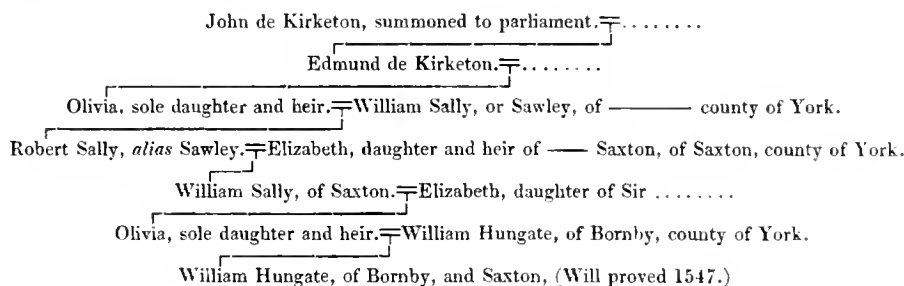 John de Kirketon, summoned to parliament.=........
Edmund de Kirketon.=........
Olivia, sole daughter and heir.=William Sally, or Sawley, of ——— county of York.
Robert Sally, alias Sawley.=Elizabeth, daughter and heir of —— Saxton, of Saxton, county of York.
William Sally, of Saxton.=Elizabeth, daughter of Sir ........
Olivia, sole daughter and heir.=William Hungate, of Bornby, county of York.
William Hungate, of Bornby, and Saxton, (Will proved 1547.)